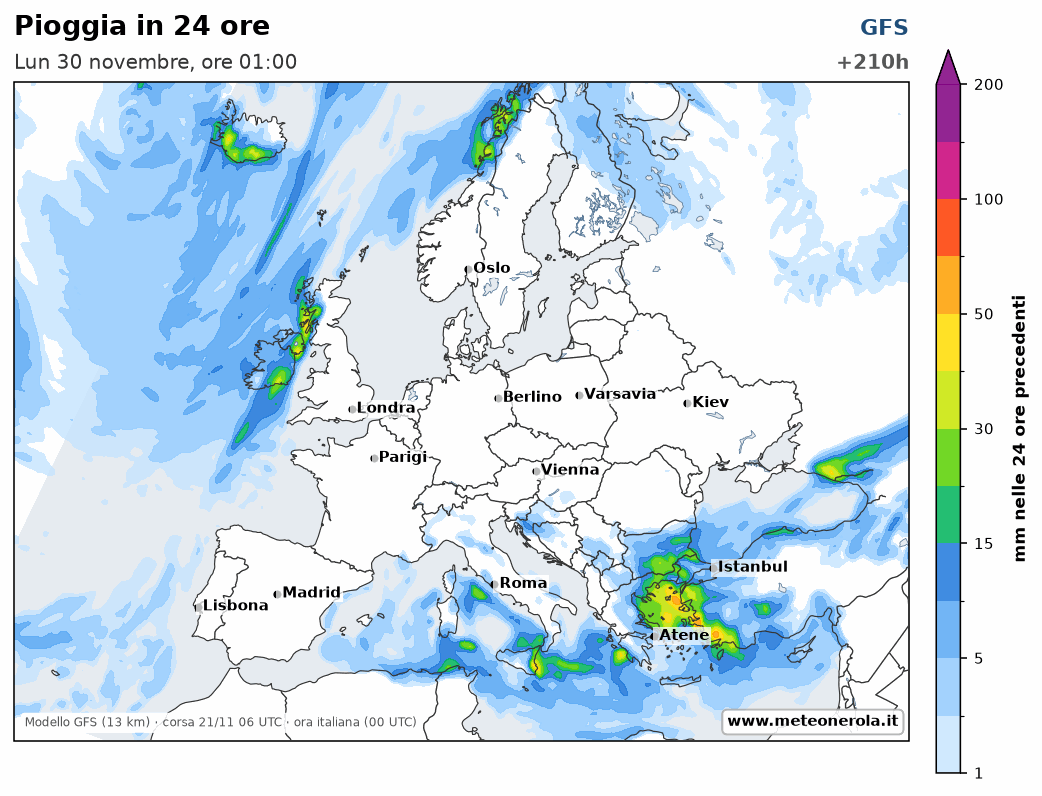 Pioggia in 24 ore
GFS
Lun 30 novembre, ore 01:00
+210h
200
100
50
30
15
5
1
mm nelle 24 ore precedenti
Oslo
Berlino
Varsavia
Kiev
Londra
Parigi
Vienna
Istanbul
Roma
Madrid
Lisbona
Atene
Modello GFS (13 km) · corsa 21/11 06 UTC · ora italiana (00 UTC)
www.meteonerola.it